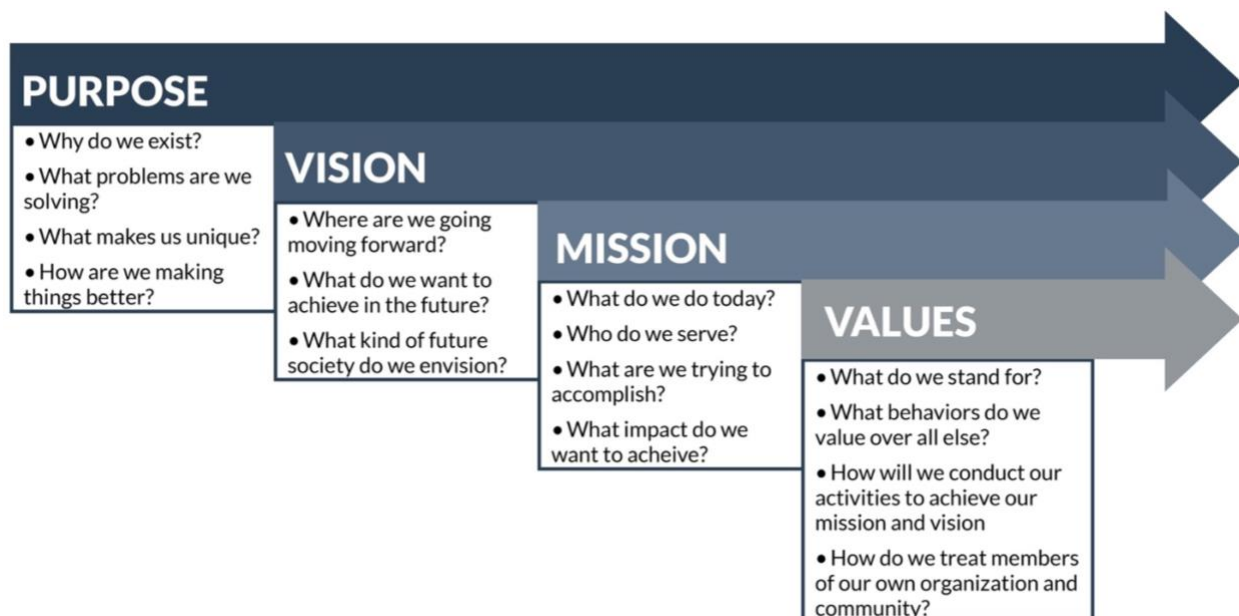 PURPOSE
• Why do we exist?
• What problems are we
solving?
• What makes us unique?
• How are we making
things better?
VISION
• Where are we going
moving forward?
• What do we want to
achieve in the future?
• What kind of future
society do we envision?
MISSION
• What do we do today?
• Who do we serve?
• What are we trying to
accomplish?
• What impact do we
want to acheive?
VALUES
• What do we stand for?
• What behaviors do we
value over all else?
• How will we conduct our
activities to achieve our
mission and vision
• How do we treat members
of our own organization and
community?